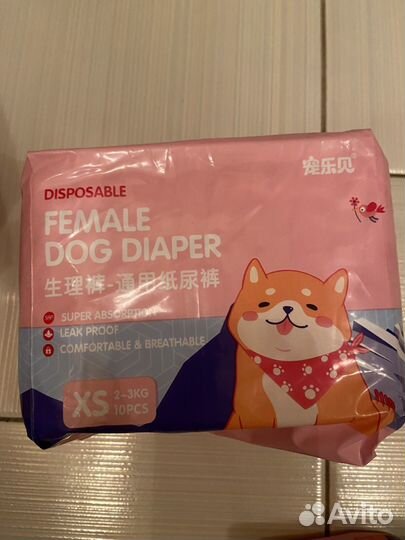 宠乐贝
DISPOSABLE
FEMALE
DOG DIAPER
生理裤-通用纸尿裤
SUPER ABSORPTION
LEAK PROOF
COMFORTABLE & BREATHABLE
XS
2-3KG
10PCS
Avito